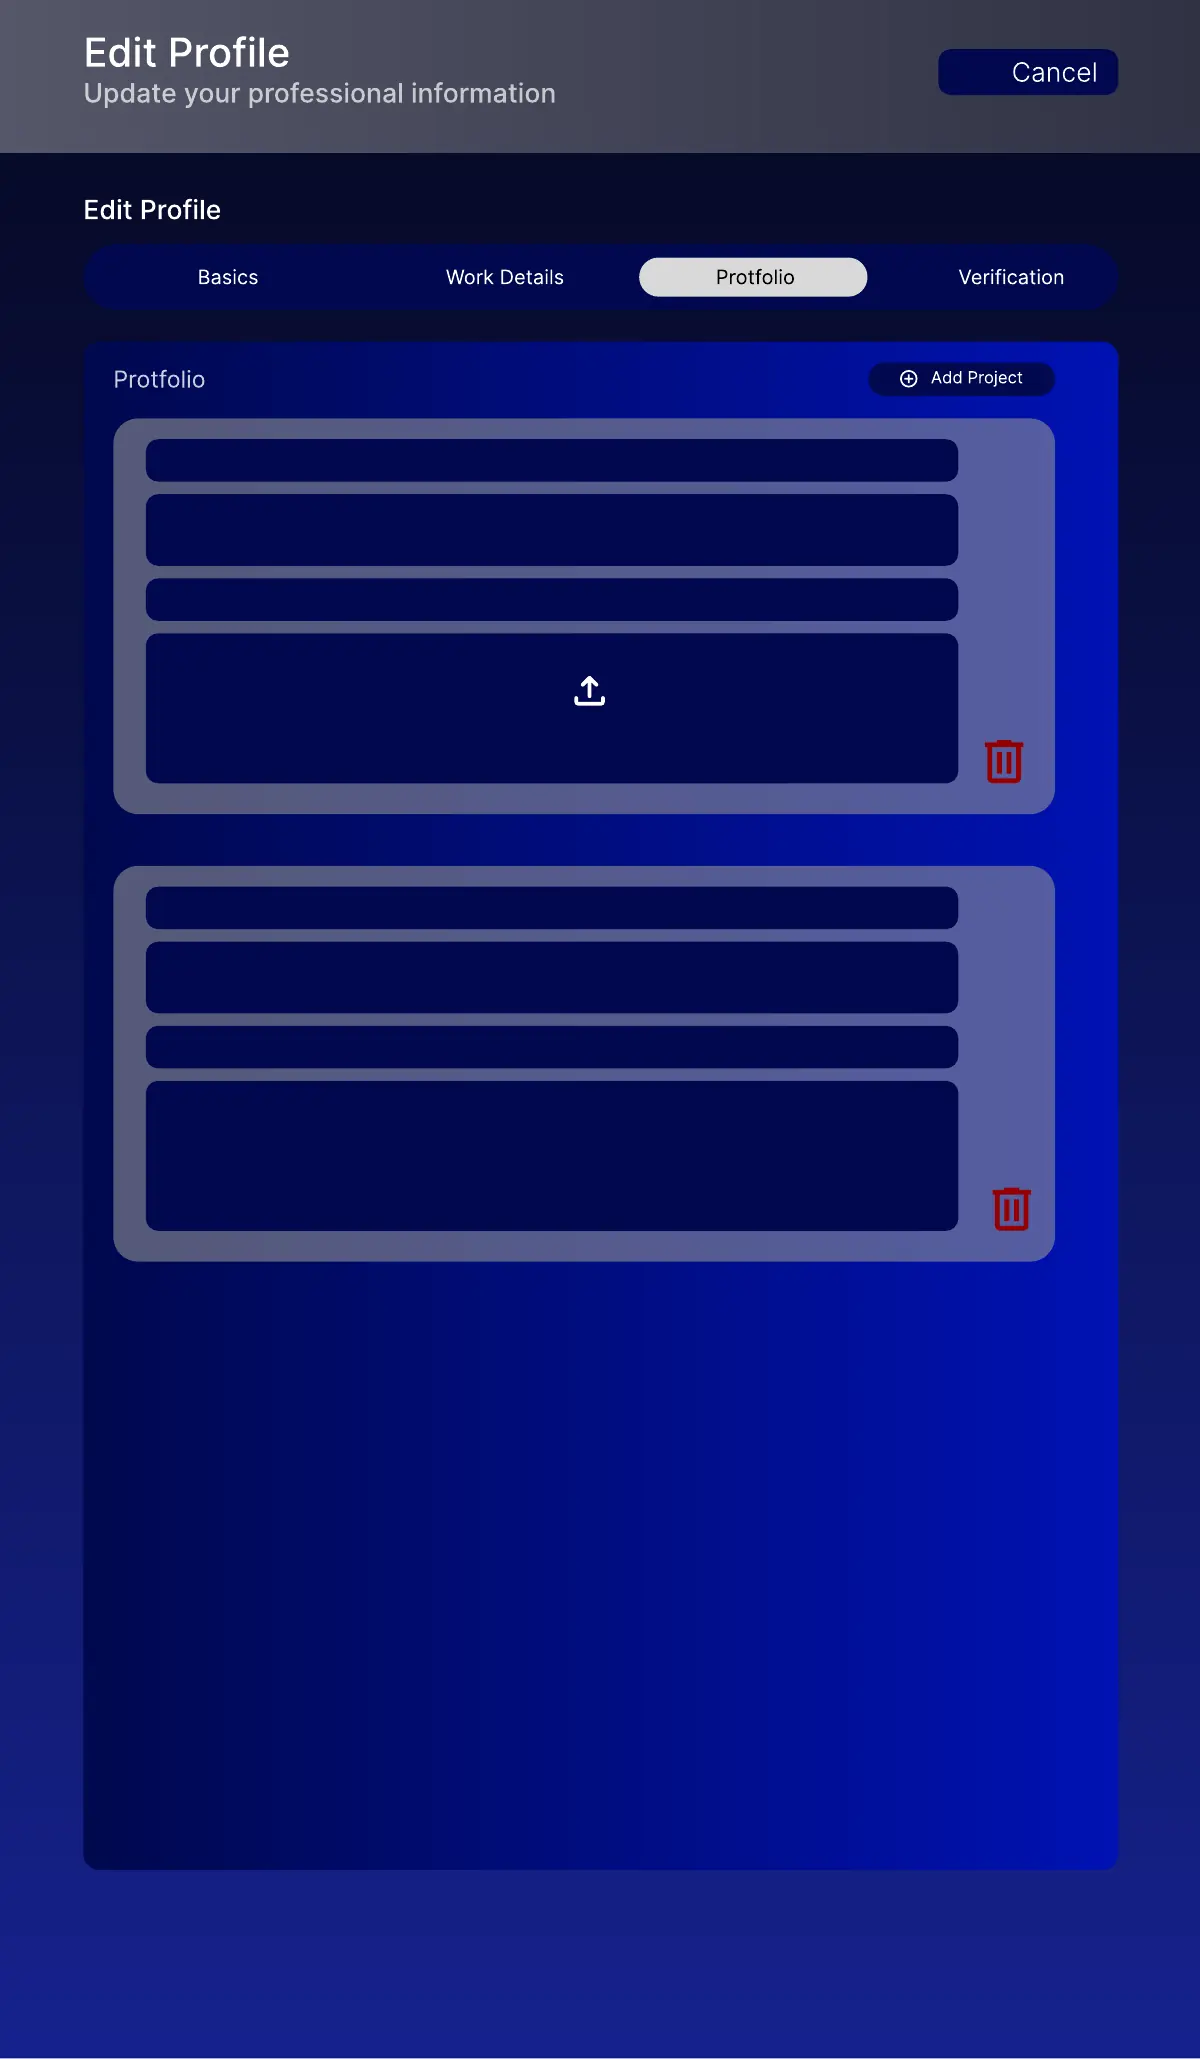 Edit Profile
Update your professional information
Cancel
Edit Profile
Basics
Work Details
Protfolio
Verification
Protfolio
Add Project